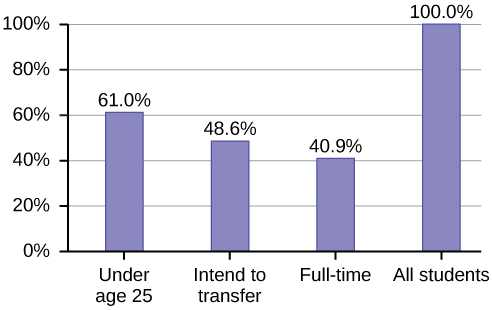 100.0%
100%
80%
61.0%
60%
48.6%
40.9%
40%
20%
0%
Under
age 25
Intend to
transfer
Full-time
All students